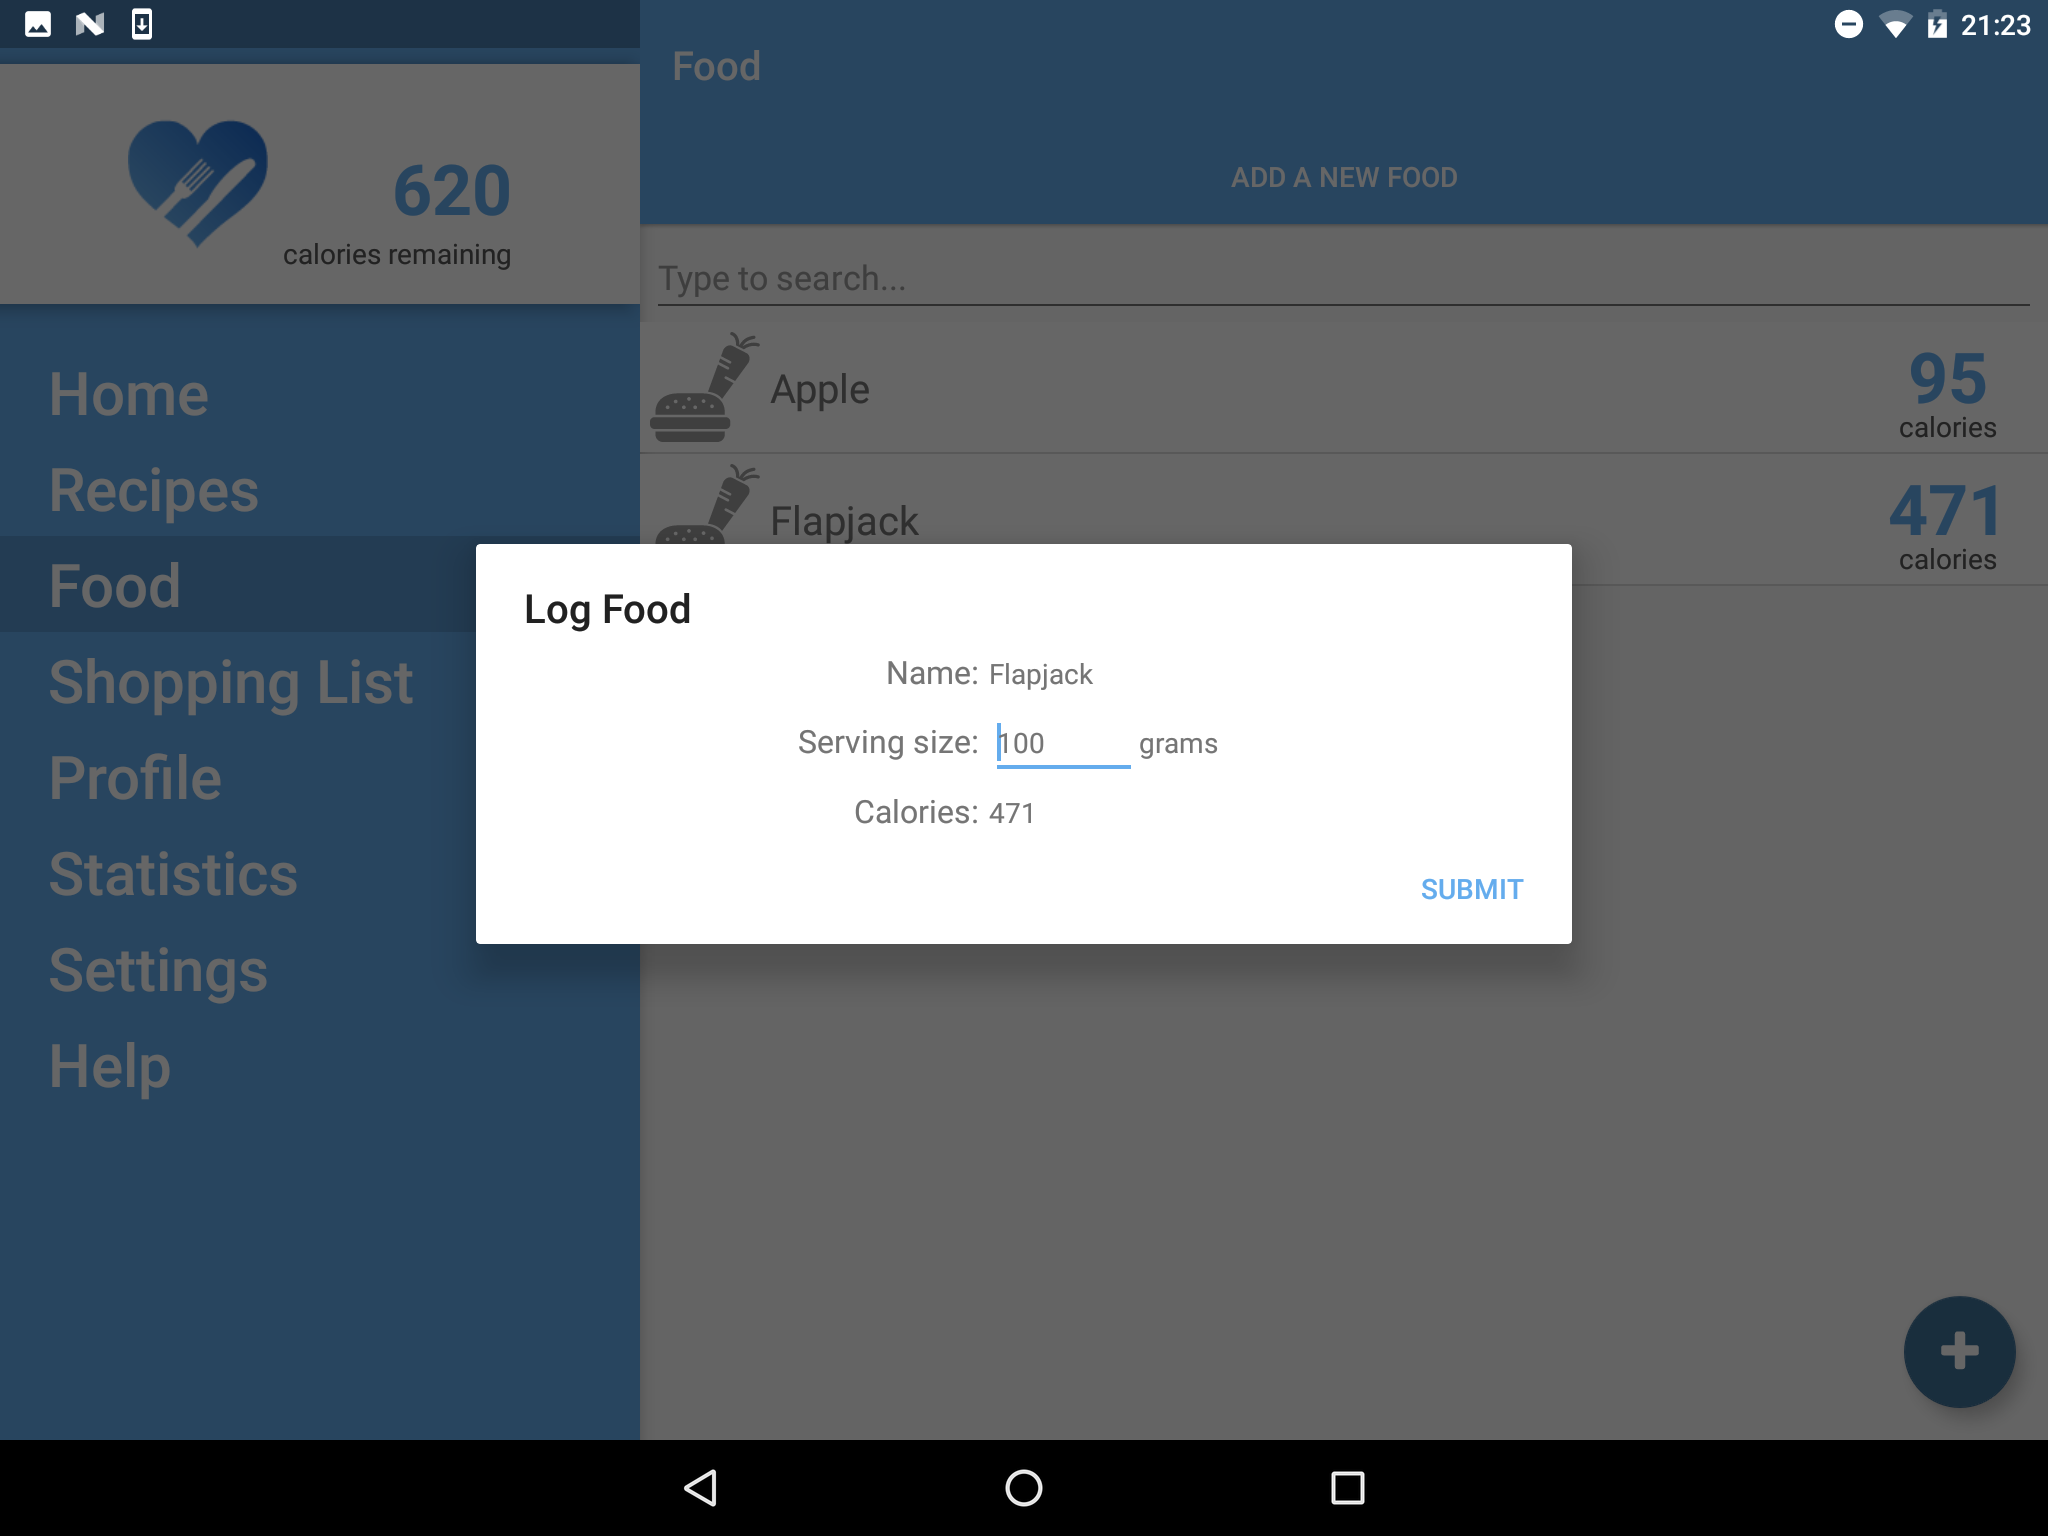 21:23
620
calories remaining
Home
Recipes
Food
Shopping List
Profile
Statistics
Settings
Help
Food
ADD A NEW FOOD
Type to search...
Apple
95
calories
Flapjack
471
calories
Log Food
Name: Flapjack
Serving size: 100 grams
Calories: 471
SUBMIT